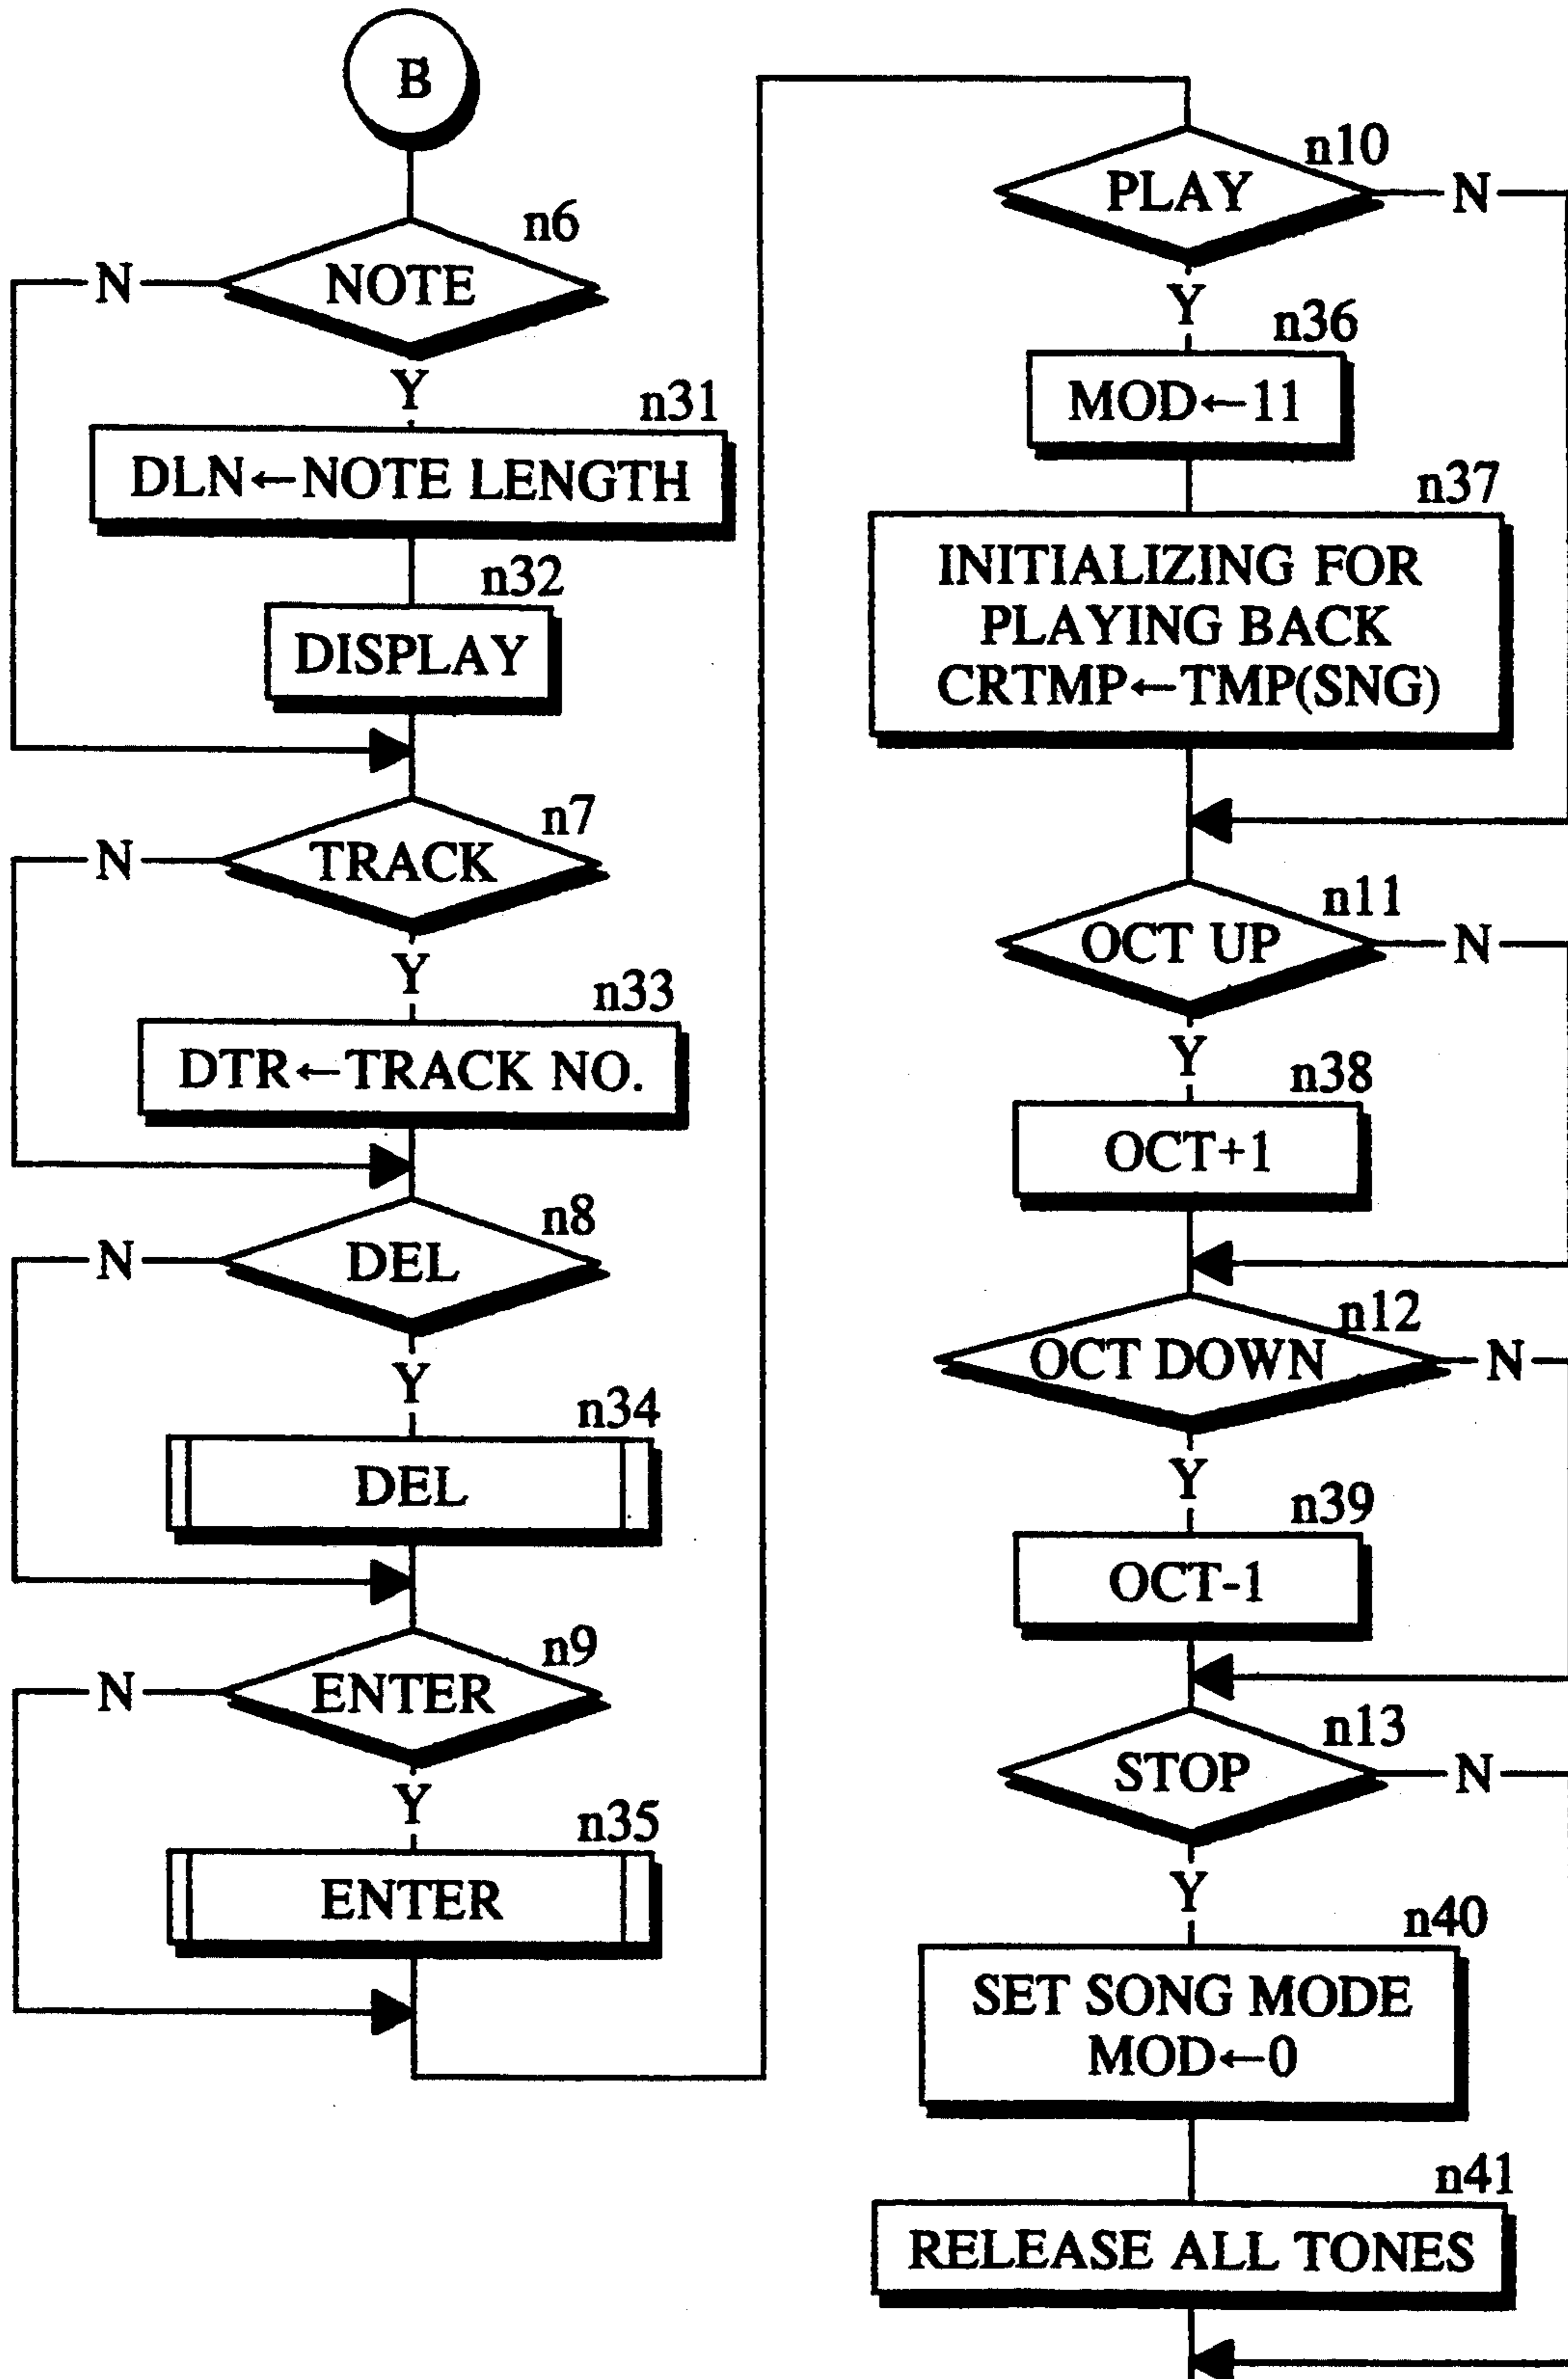 B
n6
N
NOTE
Y
n31
DLN←NOTE LENGTH
n32
DISPLAY
n7
N
TRACK
Y
n33
DTR←TRACK NO.
n8
N
DEL
Y
n34
DEL
n9
N
ENTER
Y
n35
ENTER
n10
PLAY
N
Y
n36
MOD←11
n37
INITIALIZING FOR
PLAYING BACK
CRTMP←TMP(SNG)
n11
OCT UP
N
Y
n38
OCT+1
n12
OCT DOWN
N
Y
n39
OCT-1
n13
STOP
N
Y
n40
SET SONG MODE
MOD←0
n41
RELEASE ALL TONES